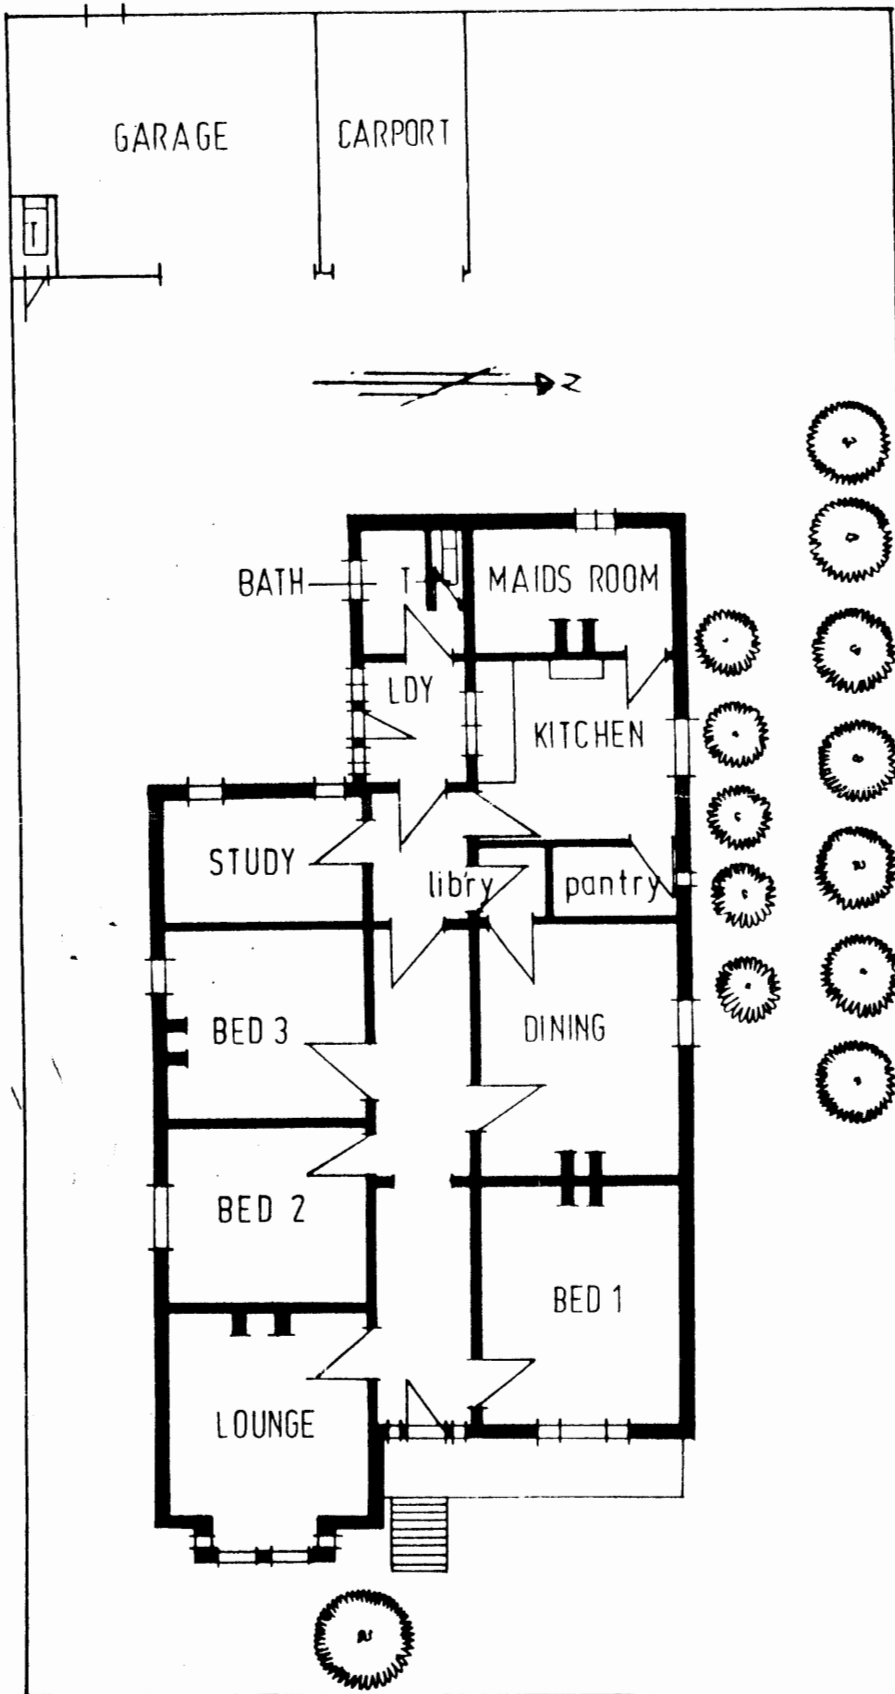 GARAGE
CARPORT
T
N
BATH
T
MAIDS ROOM
LDY
KITCHEN
STUDY
lib'ry
pantry
BED 3
DINING
BED 2
BED 1
LOUNGE